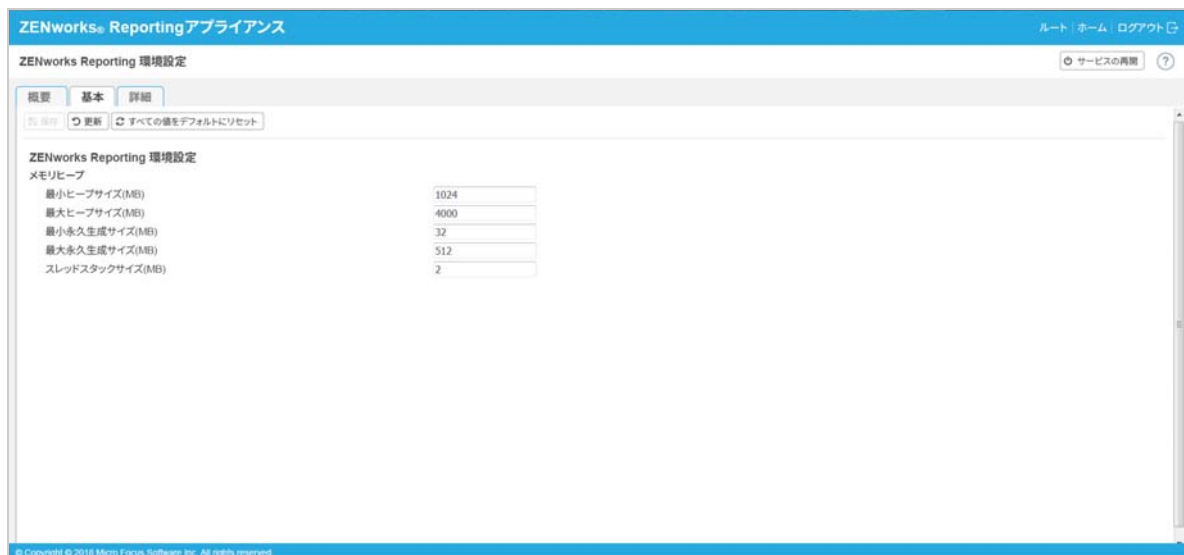 ZENworks® Reportingアプライアンス
ルート | ホーム | ログアウト
ZENworks Reporting 環境設定
サービスの再開 ?
概要 基本 詳細
保存 更新 すべての値をデフォルトにリセット
ZENworks Reporting 環境設定
メモリヒープ
最小ヒープサイズ(MB) 1024
最大ヒープサイズ(MB) 4000
最小永久生成サイズ(MB) 32
最大永久生成サイズ(MB) 512
スレッドスタックサイズ(MB) 2
© Copyright © 2018 Micro Focus Software Inc. All rights reserved.